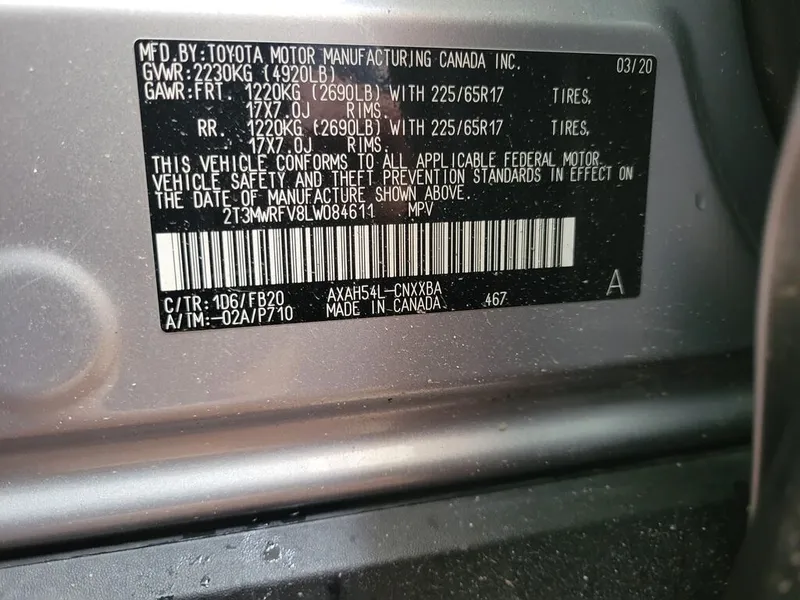 MFD.BY:TOYOTA MOTOR MANUFACTURING CANADA INC. 03/20
GVWR:2230KG (4920LB)
GAWR:FRT. 1220KG (2690LB) WITH 225/65R17 TIRES,
17X7.0J RIMS.
RR. 1220KG (2690LB) WITH 225/65R17 TIRES,
17X7.0J RIMS.
THIS VEHICLE CONFORMS TO ALL APPLICABLE FEDERAL MOTOR
VEHICLE SAFETY AND THEFT PREVENTION STANDARDS IN EFFECT ON
THE DATE OF MANUFACTURE SHOWN ABOVE.
2T3MWRFV8LW084611 MPV
C/TR:1D6/FB20 AXAH54L-CNXXBA A
A/TM:-02A/P710 MADE IN CANADA 467